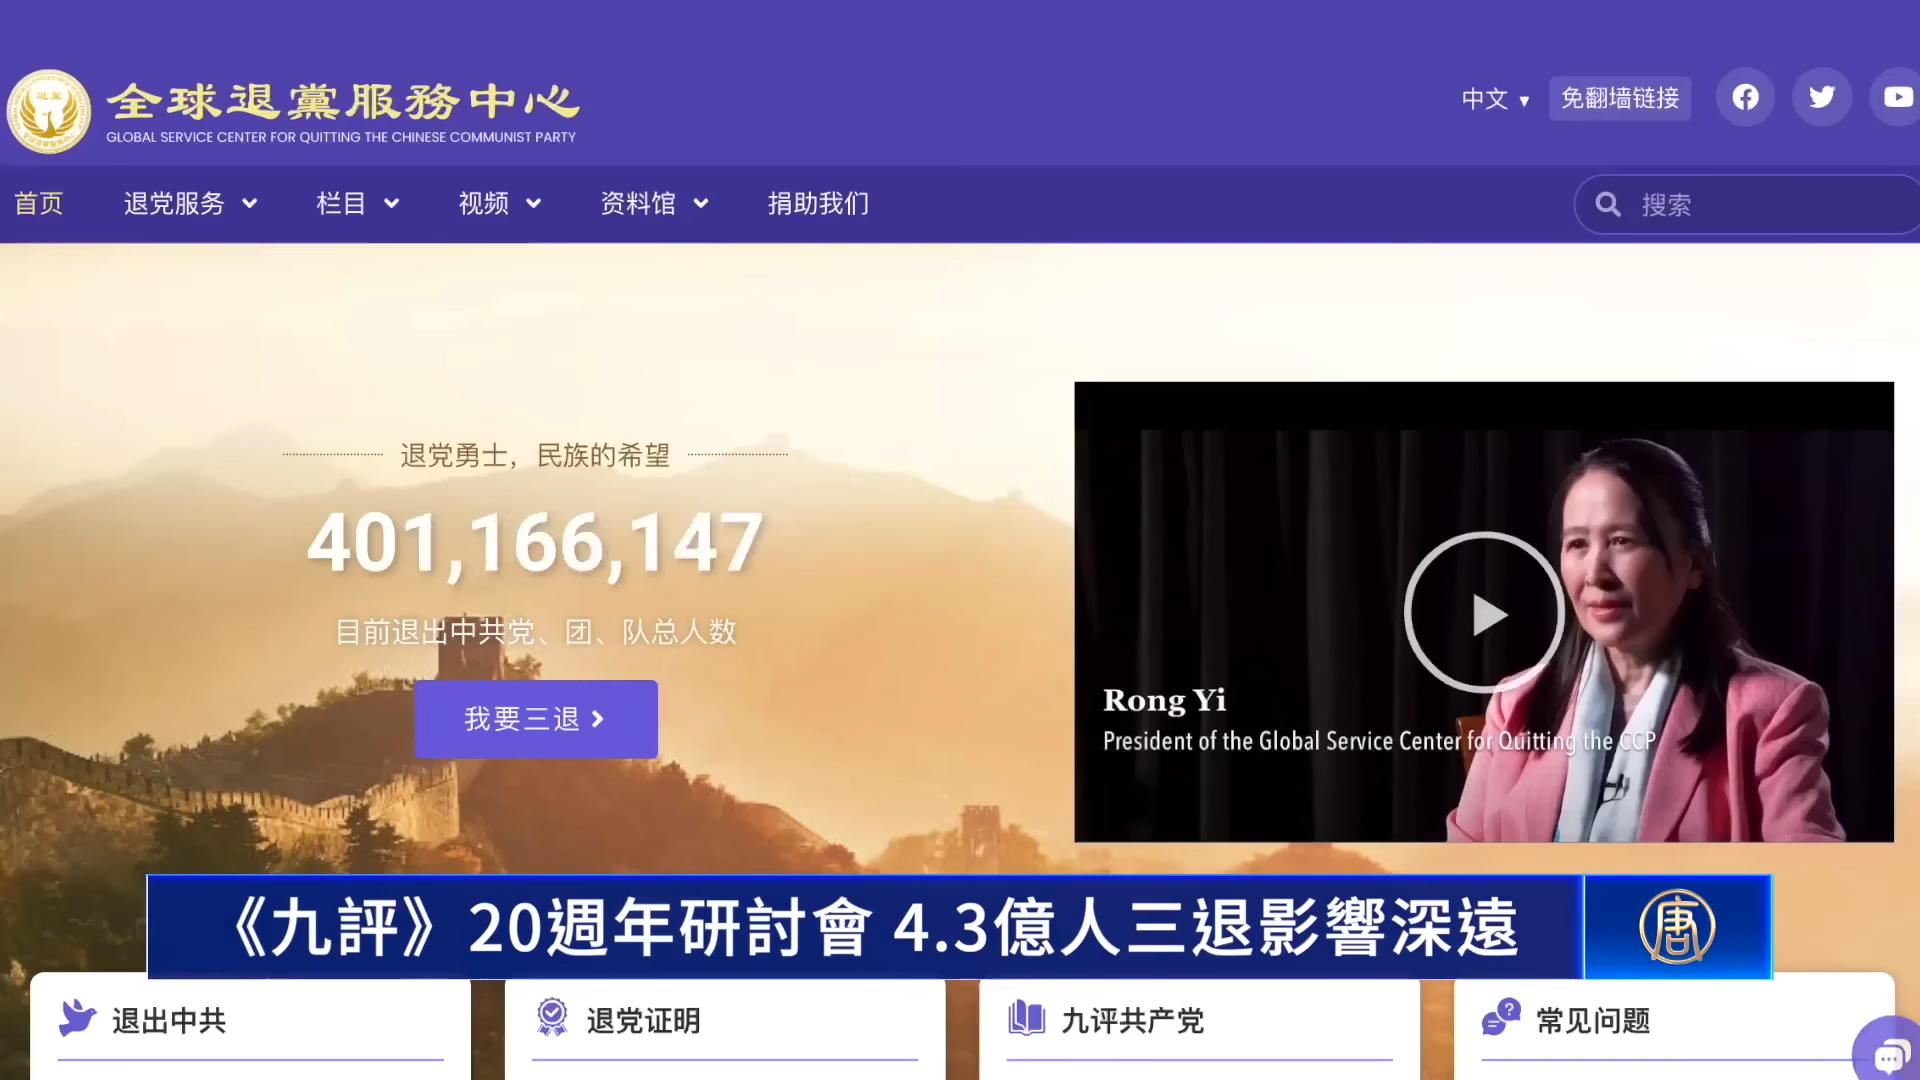 全球退黨服務中心
GLOBAL SERVICE CENTER FOR QUITTING THE CHINESE COMMUNIST PARTY
中文 ▾
免翻墙链接
首页
退党服务
栏目
视频
资料馆
捐助我们
搜索
退党勇士，民族的希望
401,166,147
目前退出中共党、团、队总人数
我要三退
Rong Yi
President of the Global Service Center for Quitting the CCP
《九評》20週年研討會 4.3億人三退影響深遠
唐
退出中共
退党证明
九评共产党
常见问题